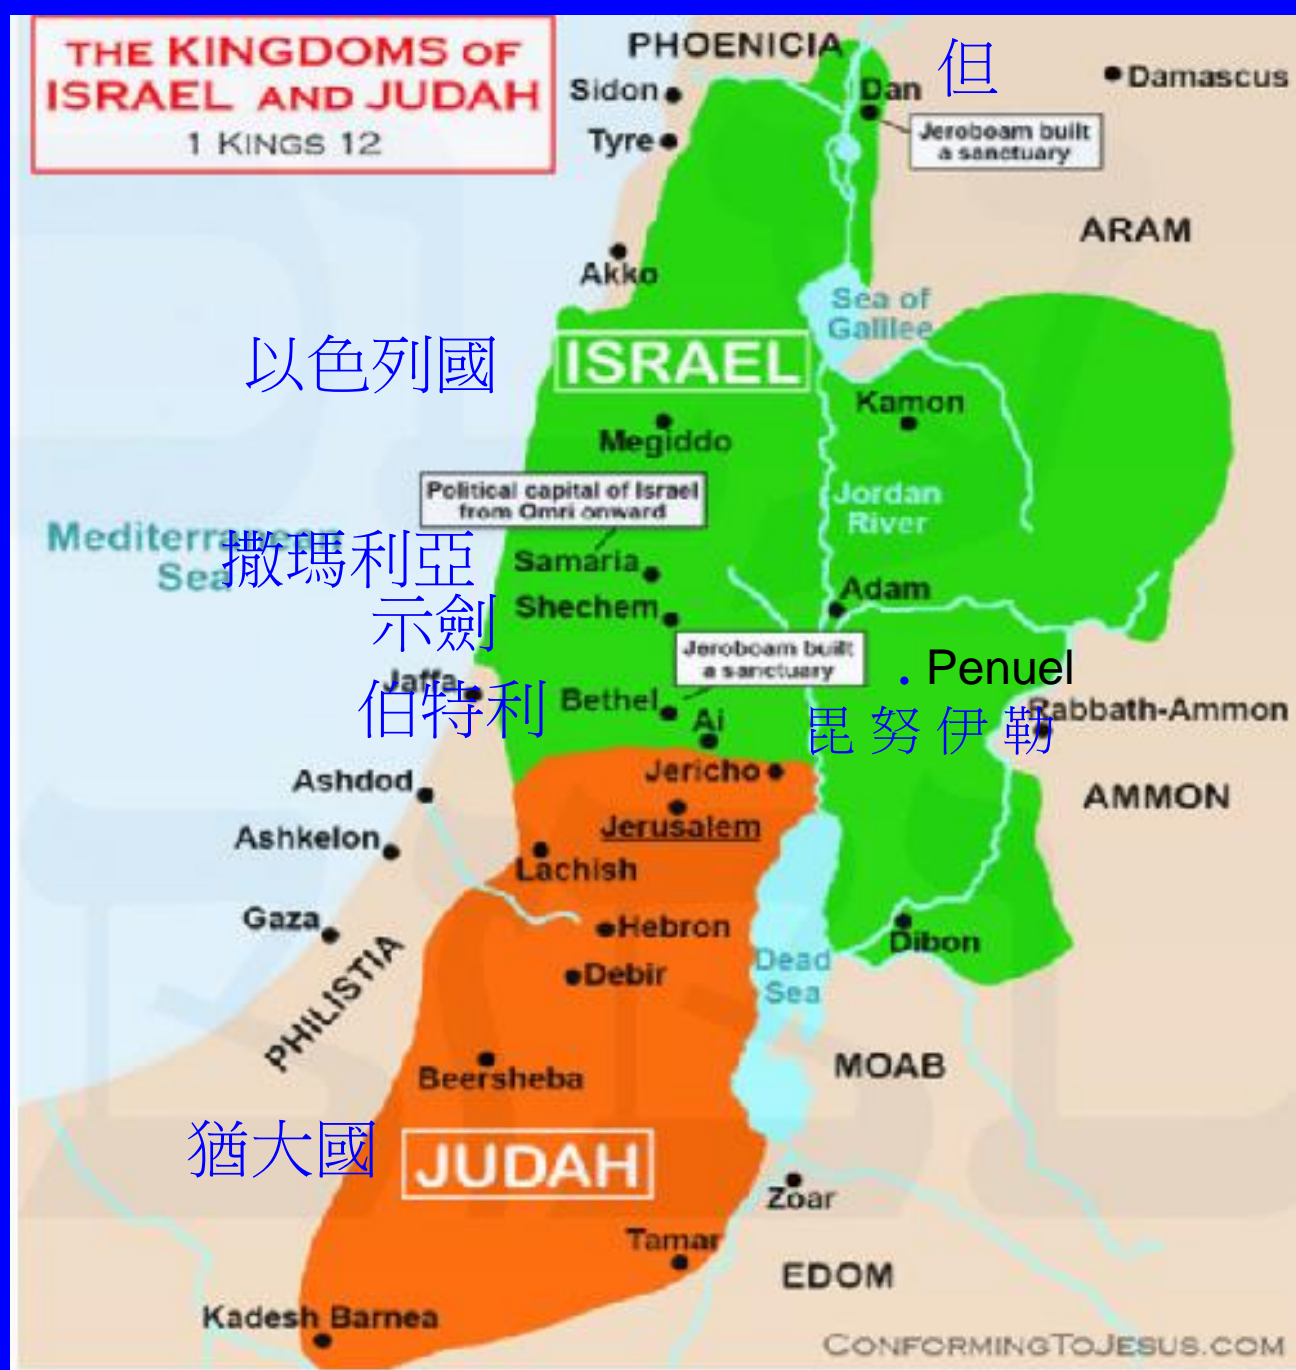 THE KINGDOMS OF
ISRAEL AND JUDAH
1 KINGS 12
PHOENICIA
但
Sidon
Dan
Damascus
Tyre
Jeroboam built
a sanctuary
ARAM
Akko
Sea of
Galilee
以色列國
ISRAEL
Kamon
Megiddo
Political capital of Israel
from Omri onward
Jordan
River
Mediterranean
Sea
撒瑪利亞
Samaria
Adam
示劍
Shechem
Jeroboam built
a sanctuary
. Penuel
Jaffa
伯特利
Bethel
Ai
毘努伊勒
Rabbath-Ammon
Jericho
Ashdod
AMMON
Jerusalem
Ashkelon
Lachish
Gaza
Hebron
Dibon
PHILISTIA
Debir
Dead
Sea
Beersheba
MOAB
猶大國
JUDAH
Zoar
Tamar
EDOM
Kadesh Barnea
CONFORMINGTOJESUS.COM